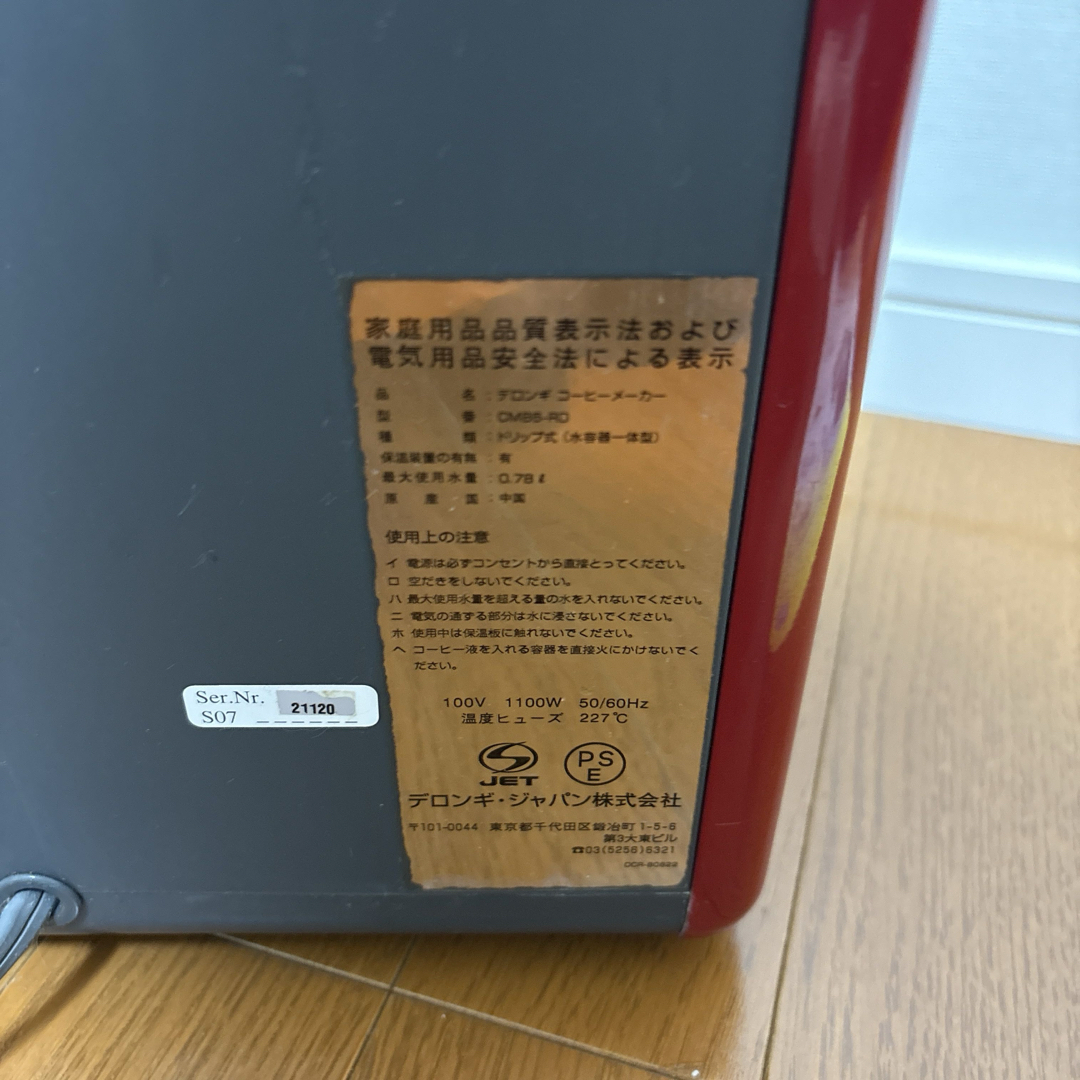 家庭用品品質表示法および
電気用品安全法による表示
品 名 : デロンギ コーヒーメーカー
型 番 : CMB6-RD
種 類 : ドリップ式(水容器一体型)
保温装置の有無 : 有
最大使用水量 : 0.78ℓ
原 産 国 : 中国
使用上の注意
イ 電源は必ずコンセントから直接とってください。
ロ 空だきをしないでください。
ハ 最大使用水量を超える量の水を入れないでください。
ニ 電気の通ずる部分は水に浸さないでください。
ホ 使用中は保温板に触れないでください。
ヘ コーヒー液を入れる容器を直接火にかけないでく
ださい。
100V 1100W 50/60Hz
温度ヒューズ 227℃
JET
PS
E
デロンギ・ジャパン株式会社
〒101-0044 東京都千代田区鍛冶町1-5-6
第3大東ビル
☎03(5256)6321
Ser.Nr.
21120
S07